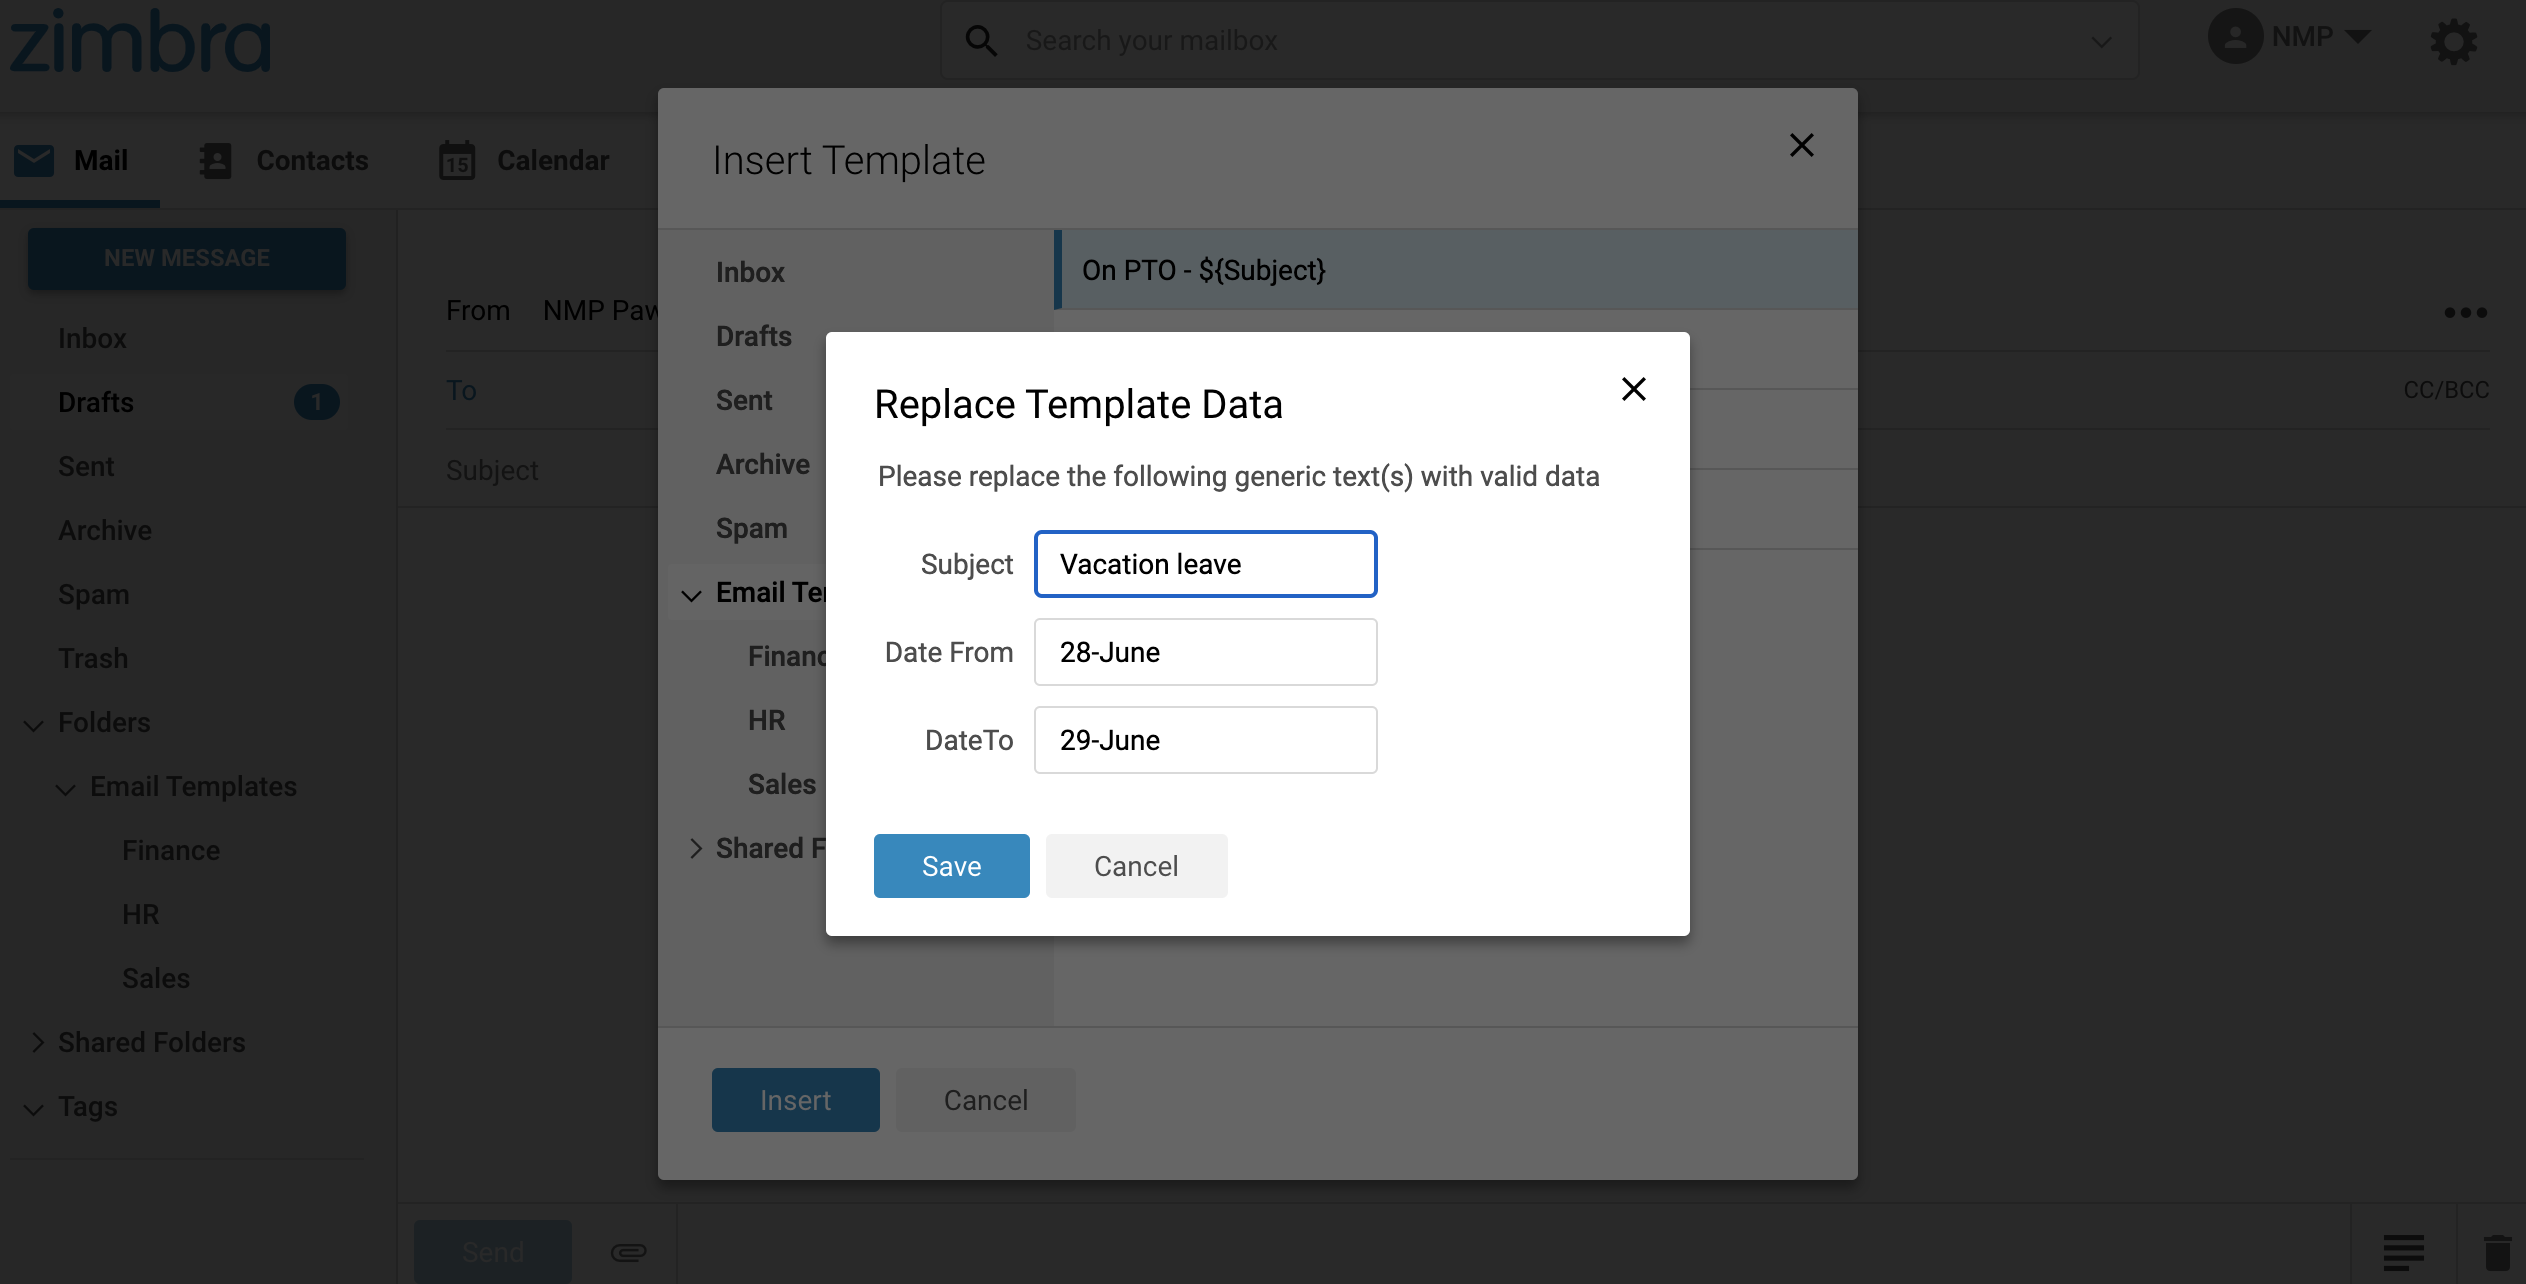 zimbra
Search your mailbox
NMP
Mail
Contacts
15
Calendar
NEW MESSAGE
Inbox
Drafts 1
Sent
Archive
Spam
Trash
Folders
Email Templates
Finance
HR
Sales
Shared Folders
Tags
From NMP
To
CC/BCC
Subject
Send
Insert Template
Inbox
Drafts
Sent
Archive
Spam
Email
HR
Sales
Shared
On PTO - ${Subject}
Insert
Cancel
Replace Template Data
Please replace the following generic text(s) with valid data
Subject Vacation leave
Date From 28-June
DateTo 29-June
Save
Cancel